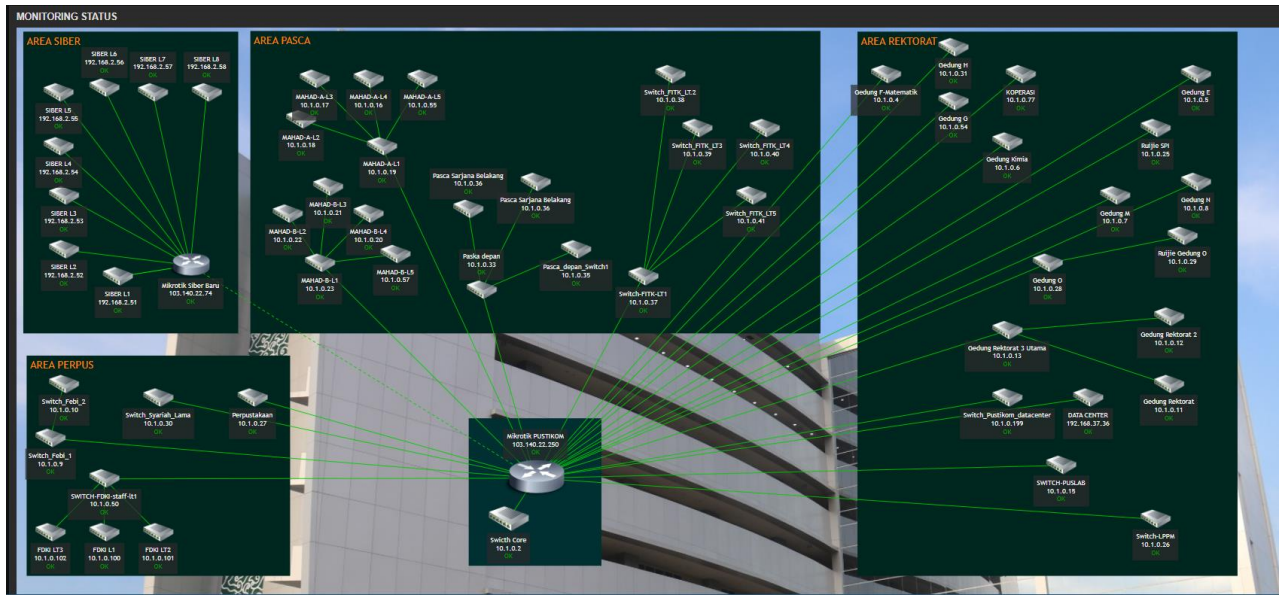 MONITORING STATUS
AREA SIBER
SIBER L6
192.168.2.56
OK
SIBER L7
192.168.2.57
OK
SIBER L8
192.168.2.58
OK
SIBER L5
192.168.2.55
OK
SIBER L4
192.168.2.54
OK
SIBER L3
192.168.2.53
OK
SIBER L2
192.168.2.52
OK
SIBER L1
192.168.2.51
OK
Mikrotik Siber Baru
103.140.22.74
OK
AREA PASCA
MAHAD-A-L3
10.1.0.17
OK
MAHAD-A-L4
10.1.0.16
OK
MAHAD-A-L5
10.1.0.55
OK
MAHAD-A-L2
10.1.0.18
OK
MAHAD-A-L1
10.1.0.19
OK
MAHAD-B-L3
10.1.0.21
OK
MAHAD-B-L2
10.1.0.22
OK
MAHAD-B-L4
10.1.0.20
OK
MAHAD-B-L1
10.1.0.23
OK
MAHAD-B-L5
10.1.0.57
OK
Pasca Sarjana Belakang
10.1.0.36
OK
Pasca Sarjana Belakang
10.1.0.36
OK
Paska depan
10.1.0.33
OK
Pasca_depan_Switch1
10.1.0.35
OK
Switch_FITK_LT.2
10.1.0.38
OK
Switch_FITK_LT3
10.1.0.39
OK
Switch_FITK_LT4
10.1.0.40
OK
Switch_FITK_LT5
10.1.0.41
OK
Switch-FITK-LT1
10.1.0.37
OK
AREA REKTORAT
Gedung H
10.1.0.31
OK
Gedung F-Matematik
10.1.0.4
OK
KOPERASI
10.1.0.77
OK
Gedung E
10.1.0.5
OK
Gedung G
10.1.0.54
OK
Gedung Kimia
10.1.0.6
OK
Ruijie SPI
10.1.0.25
OK
Gedung M
10.1.0.7
OK
Gedung N
10.1.0.8
OK
Ruijie Gedung O
10.1.0.29
OK
Gedung O
10.1.0.28
OK
Gedung Rektorat 2
10.1.0.12
OK
Gedung Rektorat 3 Utama
10.1.0.13
OK
Gedung Rektorat
10.1.0.11
OK
Switch_Pustikom_datacenter
10.1.0.199
OK
DATA CENTER
192.168.37.36
OK
SWITCH-PUSLAB
10.1.0.15
OK
Switch-LPPM
10.1.0.26
OK
AREA PERPUS
Switch_Febi_2
10.1.0.10
OK
Switch_Syariah_Lama
10.1.0.30
OK
Perpustakaan
10.1.0.27
OK
Switch_Febi_1
10.1.0.9
OK
SWITCH-FDKI-staff-lt1
10.1.0.50
OK
FDKI LT3
10.1.0.102
OK
FDKI L1
10.1.0.100
OK
FDKI LT2
10.1.0.101
OK
Mikrotik PUSTIKOM
103.140.22.250
OK
Swicth Core
10.1.0.2
OK